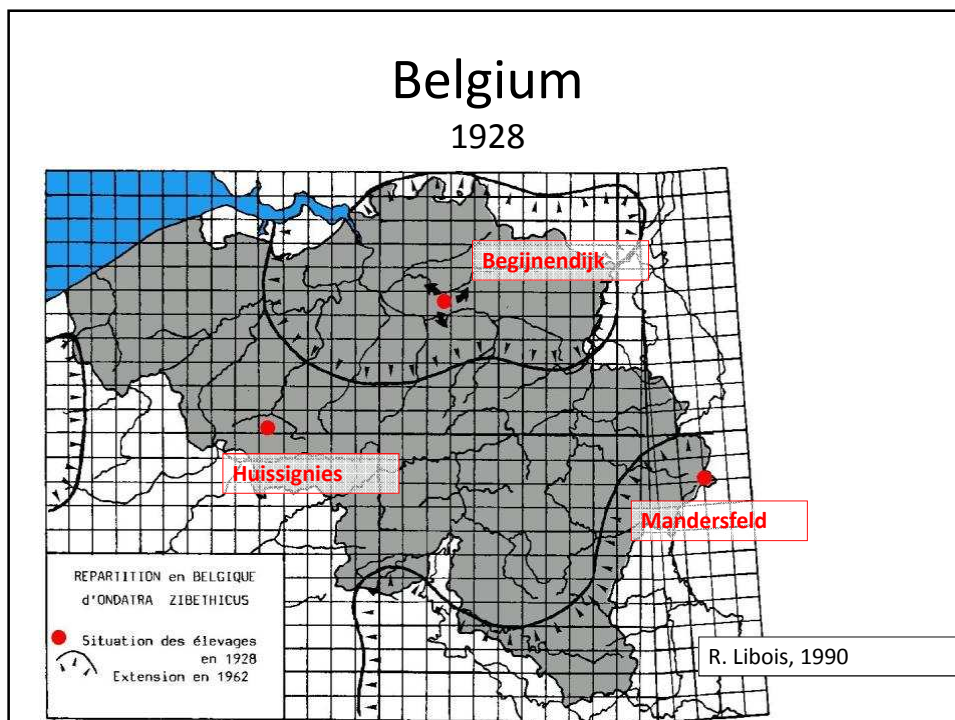 Belgium
1928
Begijnendijk
Huissignies
Mandersfeld
REPARTITION en BELGIQUE
d'ONDATRA ZIBETHICUS
Situation des élevages
en 1928
Extension en 1962
R. Libois, 1990